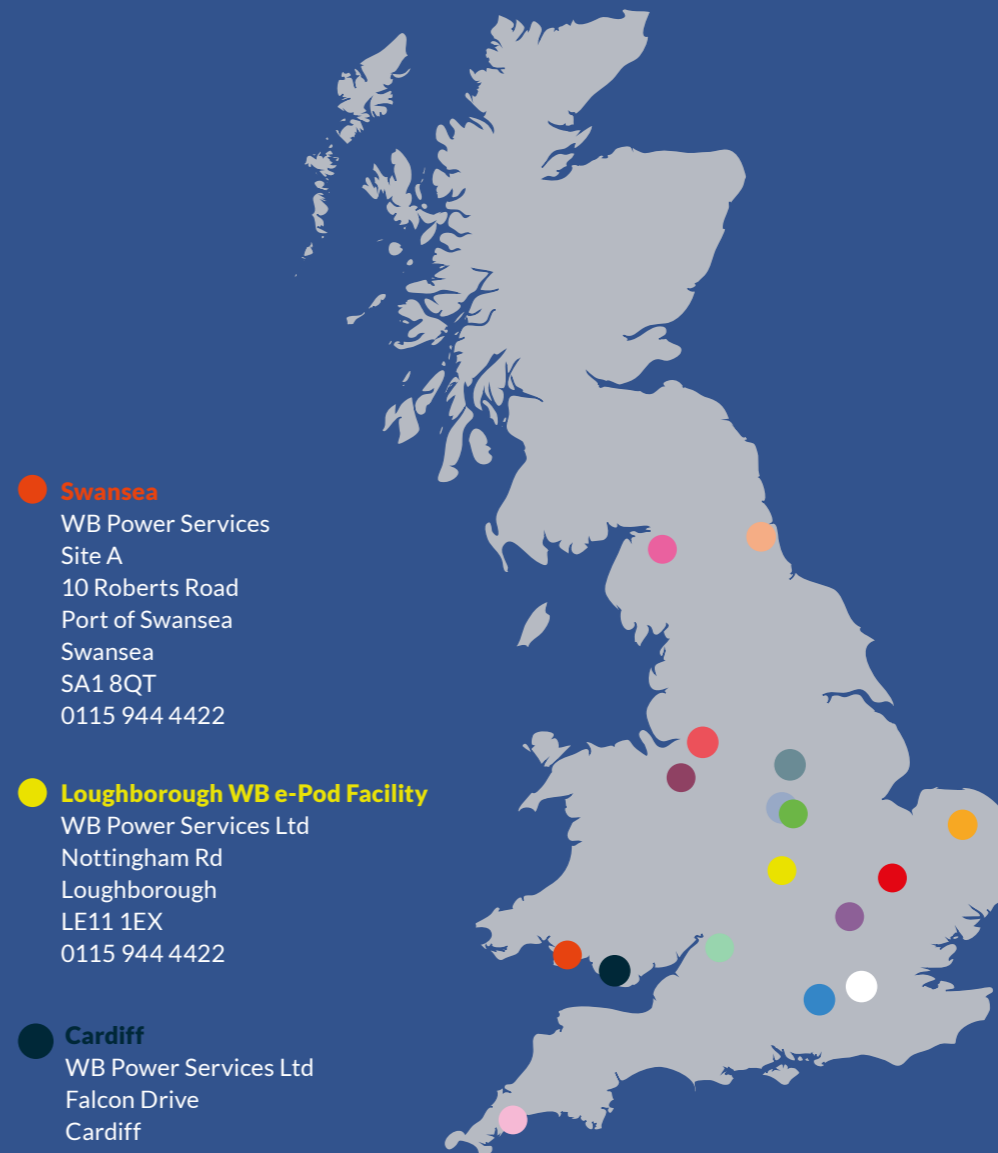 Swansea
WB Power Services
Site A
10 Roberts Road
Port of Swansea
Swansea
SA1 8QT
0115 944 4422
Loughborough WB e-Pod Facility
WB Power Services Ltd
Nottingham Rd
Loughborough
LE11 1EX
0115 944 4422
Cardiff
WB Power Services Ltd
Falcon Drive
Cardiff